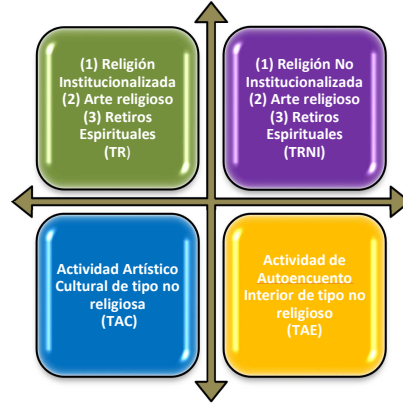 (1) Religión
Institucionalizada
(2) Arte religioso
(3) Retiros
Espirituales
(TR)
(1) Religión No
Institucionalizada
(2) Arte religioso
(3) Retiros
Espirituales
(TRNI)
Actividad Artístico
Cultural de tipo no
religiosa
(TAC)
Actividad de
Autoencuento
Interior de tipo no
religioso
(TAE)